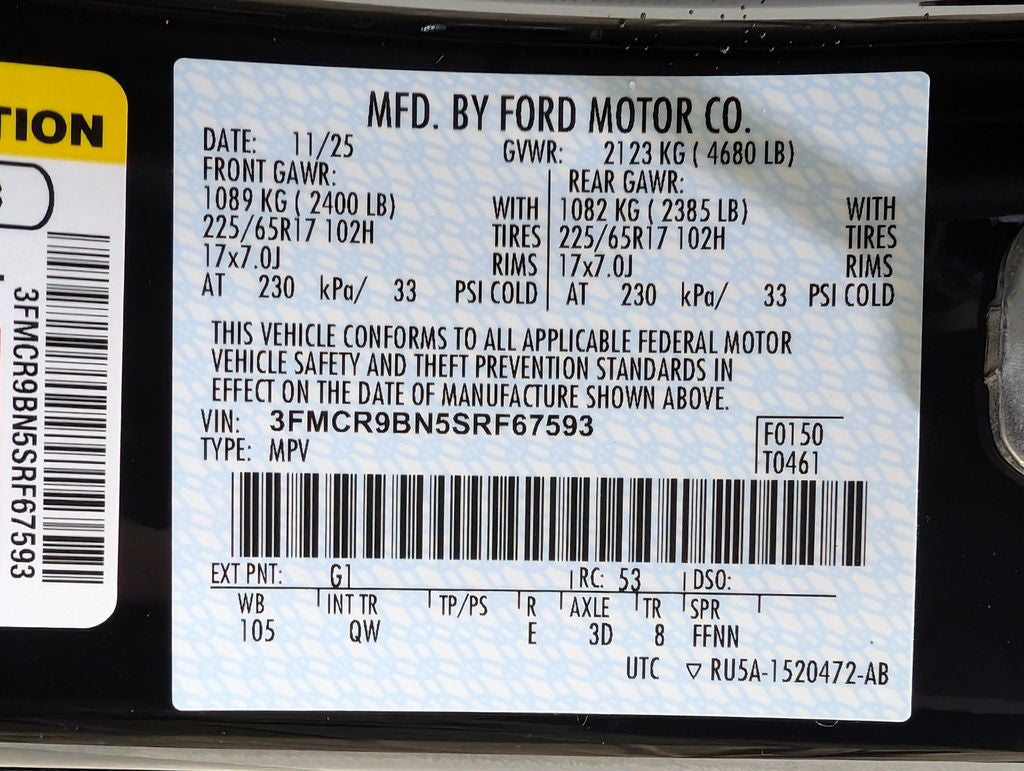 TION
3FMCR9BN5SRF67593
MFD. BY FORD MOTOR CO.
DATE: 11/25 GVWR: 2123 KG ( 4680 LB)
FRONT GAWR: REAR GAWR:
1089 KG ( 2400 LB) WITH 1082 KG ( 2385 LB) WITH
225/65R17 102H TIRES 225/65R17 102H TIRES
17x7.0J RIMS 17x7.0J RIMS
AT 230 kPa/ 33 PSI COLD AT 230 kPa/ 33 PSI COLD
THIS VEHICLE CONFORMS TO ALL APPLICABLE FEDERAL MOTOR
VEHICLE SAFETY AND THEFT PREVENTION STANDARDS IN
EFFECT ON THE DATE OF MANUFACTURE SHOWN ABOVE.
VIN: 3FMCR9BN5SRF67593
TYPE: MPV
F0150
T0461
EXT PNT: G1 RC: 53 DSO:
WB INT TR TP/PS R AXLE TR SPR
105 QW E 3D 8 FFNN
UTC ▽ RU5A-1520472-AB